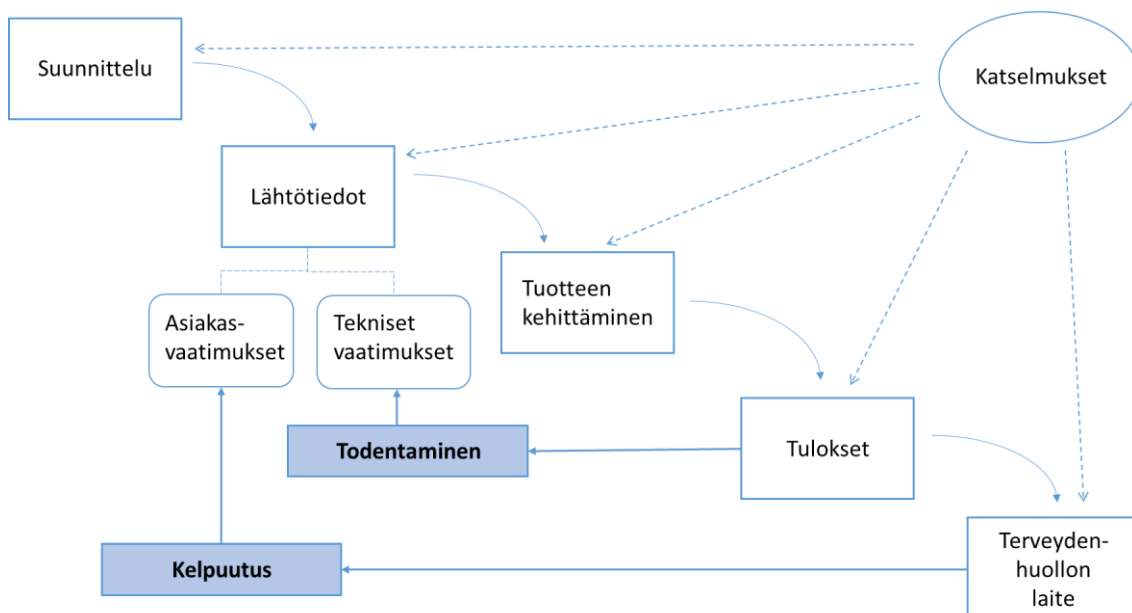 Suunnittelu
Katselmukset
Lähtötiedot
Tuotteen
kehittäminen
Asiakas-
vaatimukset
Tekniset
vaatimukset
Todentaminen
Tulokset
Kelpuutus
Terveyden-
huollon
laite